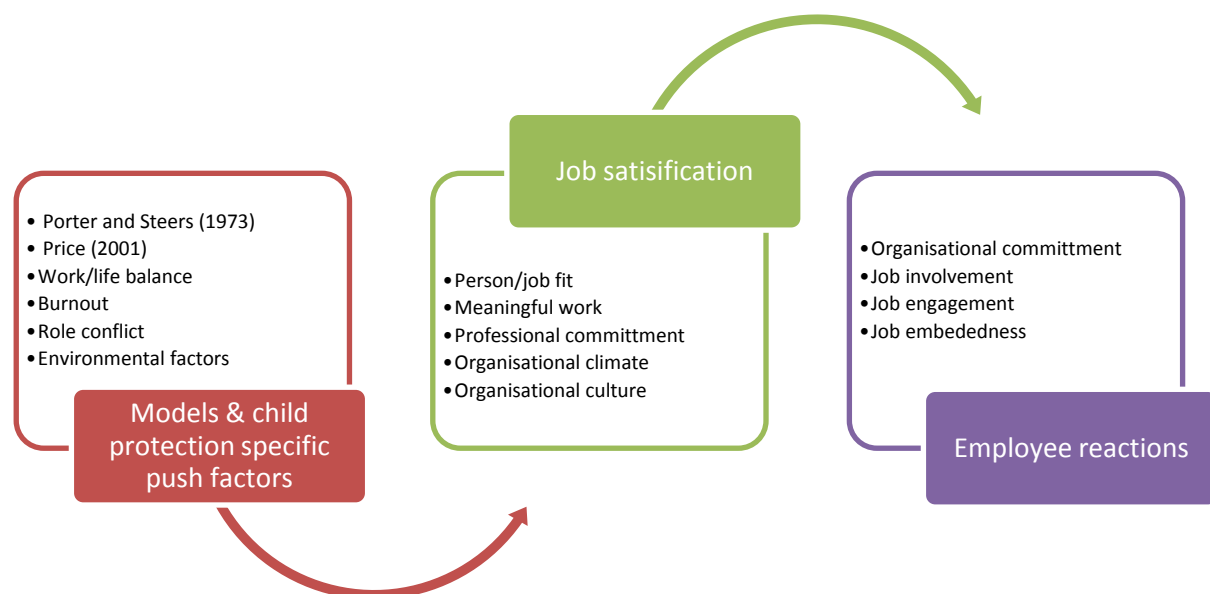 • Porter and Steers (1973)
• Price (2001)
•Work/life balance
•Burnout
•Role conflict
•Environmental factors
Models & child
protection specific
push factors
Job satisification
•Person/job fit
•Meaningful work
•Professional committment
•Organisational climate
•Organisational culture
•Organisational committment
•Job involvement
•Job engagement
•Job embededness
Employee reactions